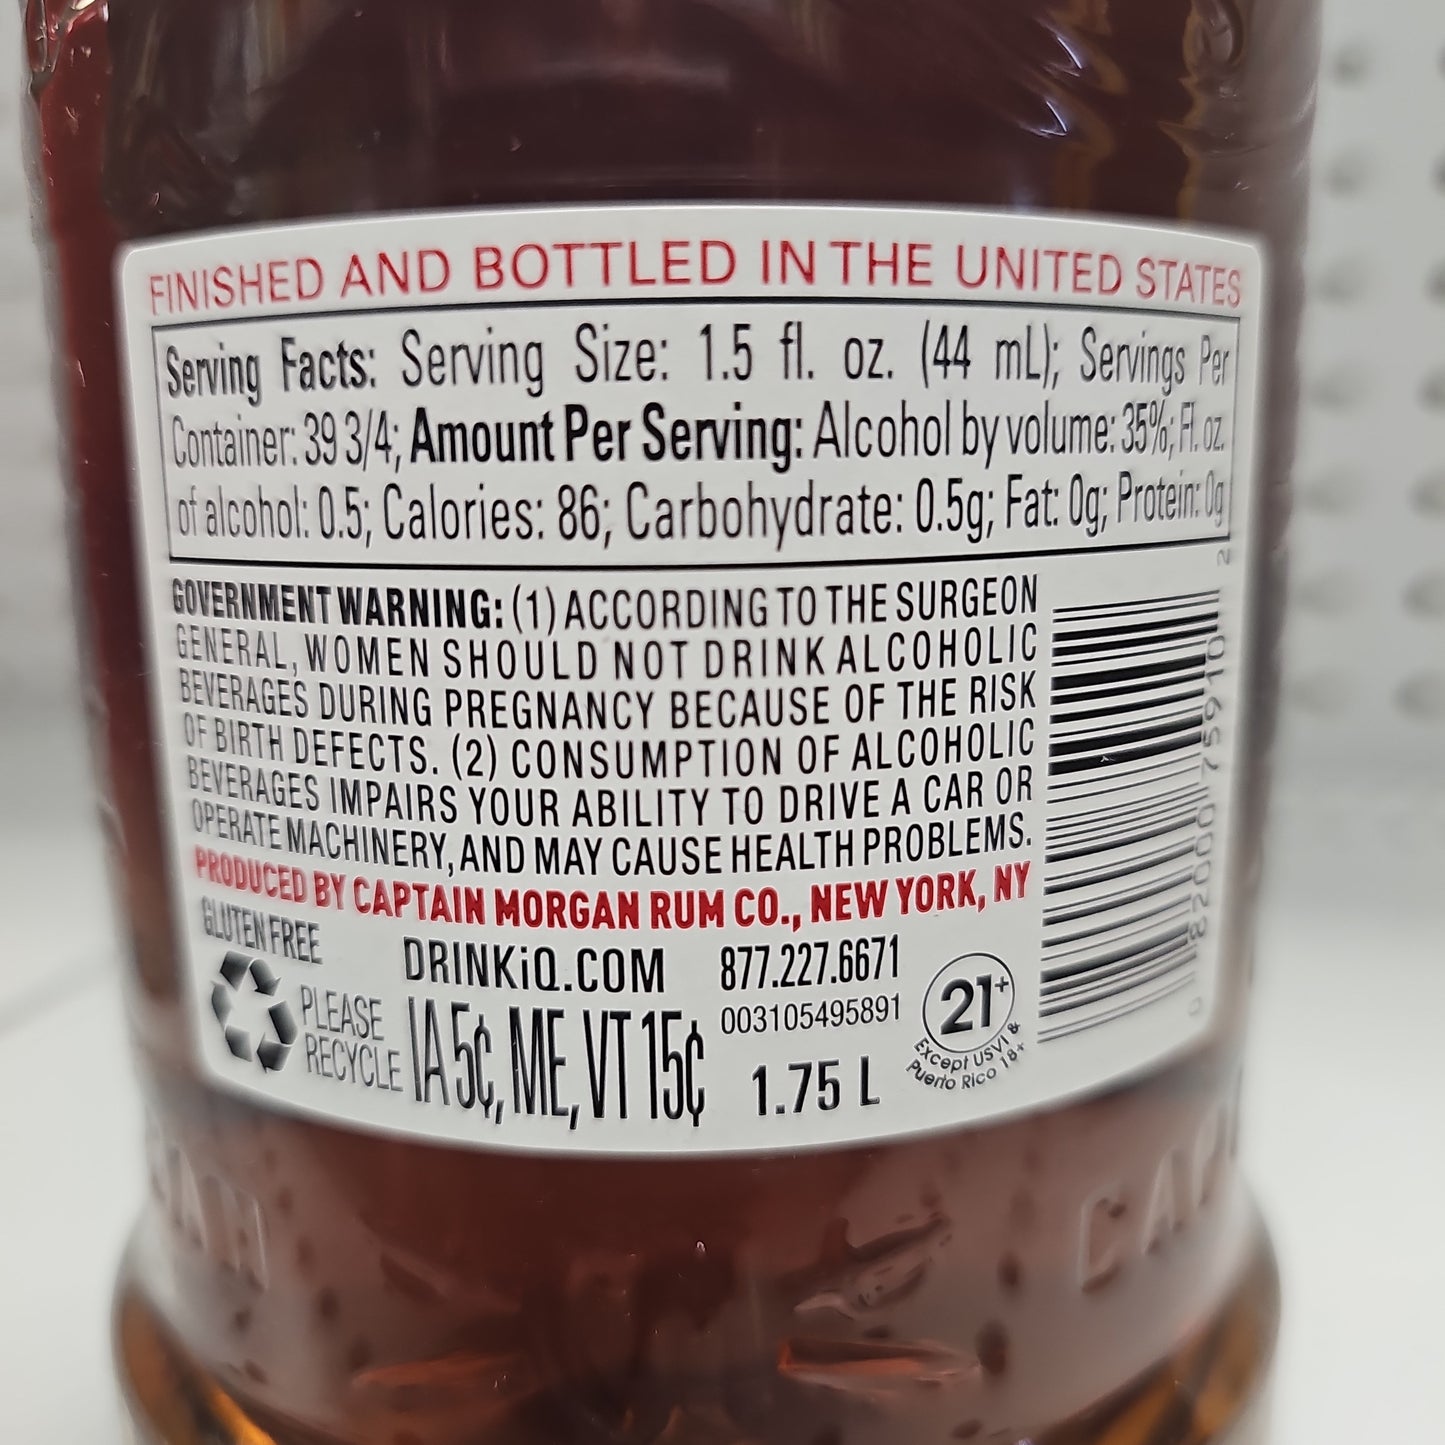 FINISHED AND BOTTLED IN THE UNITED STATES
Serving Facts: Serving Size: 1.5 fl. oz. (44 mL); Servings Per
Container: 39 3/4; Amount Per Serving: Alcohol by volume: 35%; Fl. oz.
of alcohol: 0.5; Calories: 86; Carbohydrate: 0.5g; Fat: 0g; Protein: 0g
GOVERNMENT WARNING: (1) ACCORDING TO THE SURGEON
GENERAL, WOMEN SHOULD NOT DRINK ALCOHOLIC
BEVERAGES DURING PREGNANCY BECAUSE OF THE RISK
OF BIRTH DEFECTS. (2) CONSUMPTION OF ALCOHOLIC
BEVERAGES IMPAIRS YOUR ABILITY TO DRIVE A CAR OR
OPERATE MACHINERY, AND MAY CAUSE HEALTH PROBLEMS.
PRODUCED BY CAPTAIN MORGAN RUM CO., NEW YORK, NY
GLUTEN FREE
DRINKiQ.COM 877.227.6671
PLEASE
RECYCLE
IA 5¢, ME, VT 15¢
003105495891
1.75 L
21+
Except USVI &
Puerto Rico 18+
0 82000 75910 2